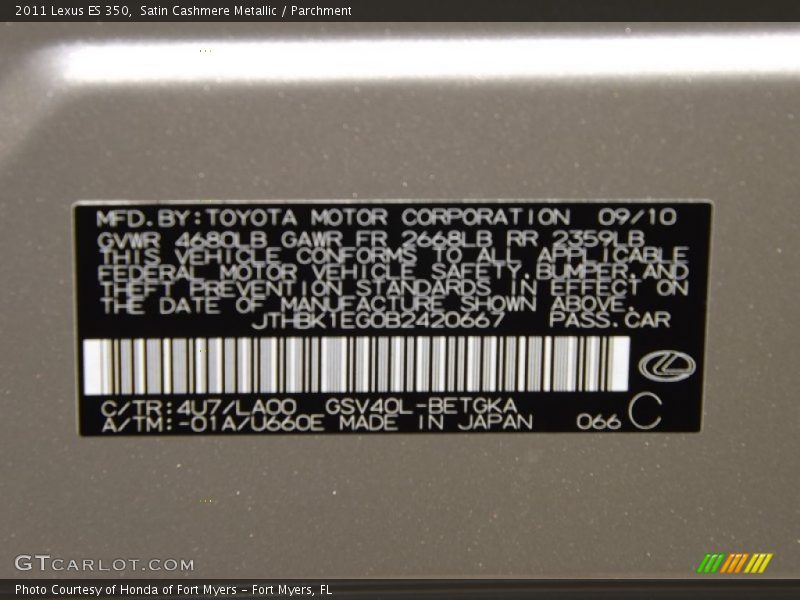 2011 Lexus ES 350, Satin Cashmere Metallic / Parchment
MFD.BY:TOYOTA MOTOR CORPORATION 09/10
GVWR 4680LB GAWR FR 2668LB RR 2359LB
THIS VEHICLE CONFORMS TO ALL APPLICABLE
FEDERAL MOTOR VEHICLE SAFETY,BUMPER,AND
THEFT PREVENTION STANDARDS IN EFFECT ON
THE DATE OF MANUFACTURE SHOWN ABOVE.
JTHBK1EG0B2420667 PASS.CAR
C/TR:4U7/LA00 GSV40L-BETGKA
A/TM:-01A/U660E MADE IN JAPAN 066 C
GTCARLOT.COM
Photo Courtesy of Honda of Fort Myers - Fort Myers, FL